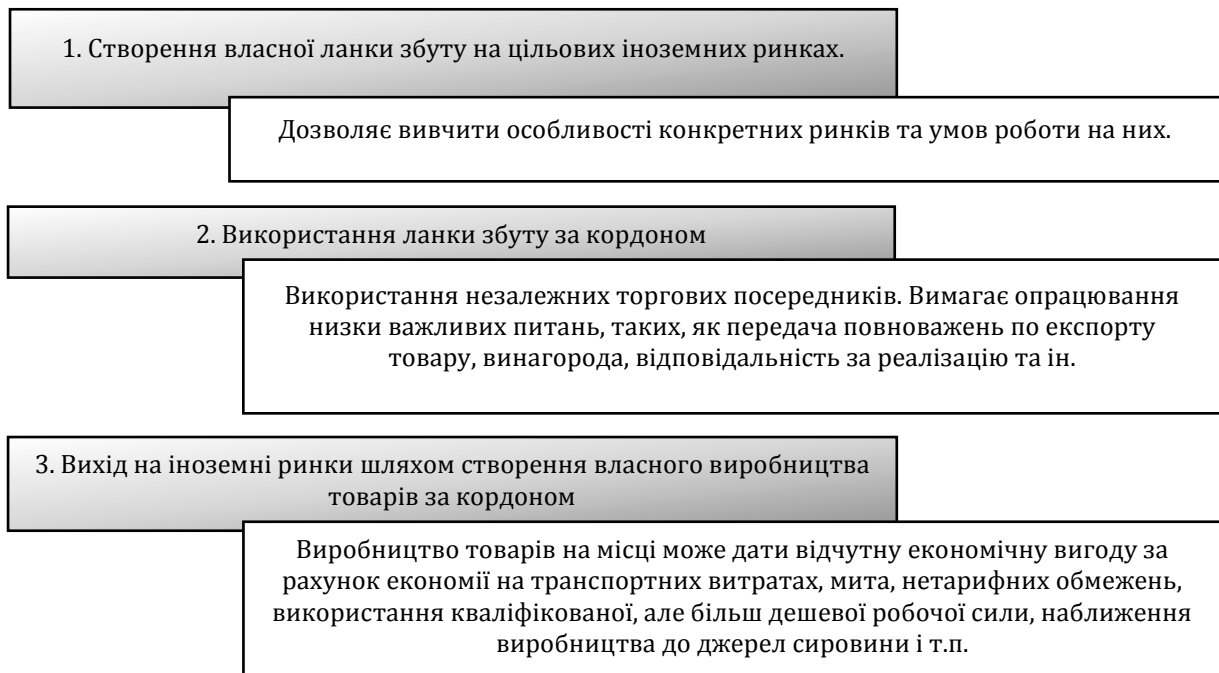 1. Створення власної ланки збуту на цільових іноземних ринках.
Дозволяє вивчити особливості конкретних ринків та умов роботи на них.
2. Використання ланки збуту за кордоном
Використання незалежних торгових посередників. Вимагає опрацювання
низки важливих питань, таких, як передача повноважень по експорту
товару, винагорода, відповідальність за реалізацію та ін.
3. Вихід на іноземні ринки шляхом створення власного виробництва
товарів за кордоном
Виробництво товарів на місці може дати відчутну економічну вигоду за
рахунок економії на транспортних витратах, мита, нетарифних обмежень,
використання кваліфікованої, але більш дешевої робочої сили, наближення
виробництва до джерел сировини і т.п.